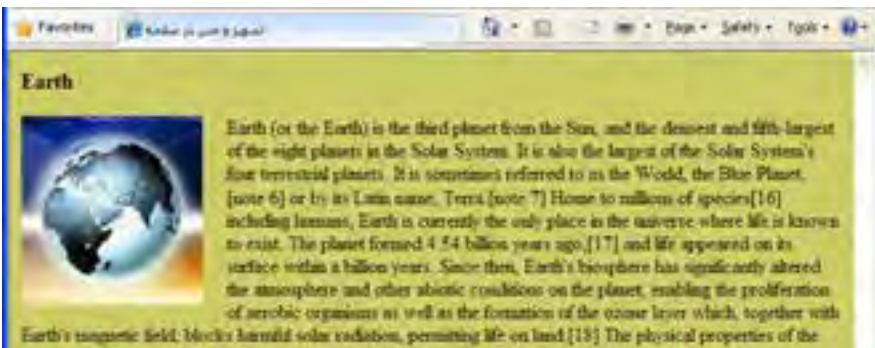 Favorites Page Safety Tools
Earth
Earth (or the Earth) is the third planet from the Sun, and the densest and fifth-largest
of the eight planets in the Solar System. It is also the largest of the Solar System's
four terrestrial planets. It is sometimes referred to as the World, the Blue Planet,
[note 6] or by its Latin name, Terra.[note 7] Home to millions of species[16]
including humans, Earth is currently the only place in the universe where life is known
to exist. The planet formed 4.54 billion years ago,[17] and life appeared on its
surface within a billion years. Since then, Earth's biosphere has significantly altered
the atmosphere and other abiotic conditions on the planet, enabling the proliferation
of aerobic organisms as well as the formation of the ozone layer which, together with
Earth's magnetic field, blocks harmful solar radiation, permitting life on land.[18] The physical properties of the